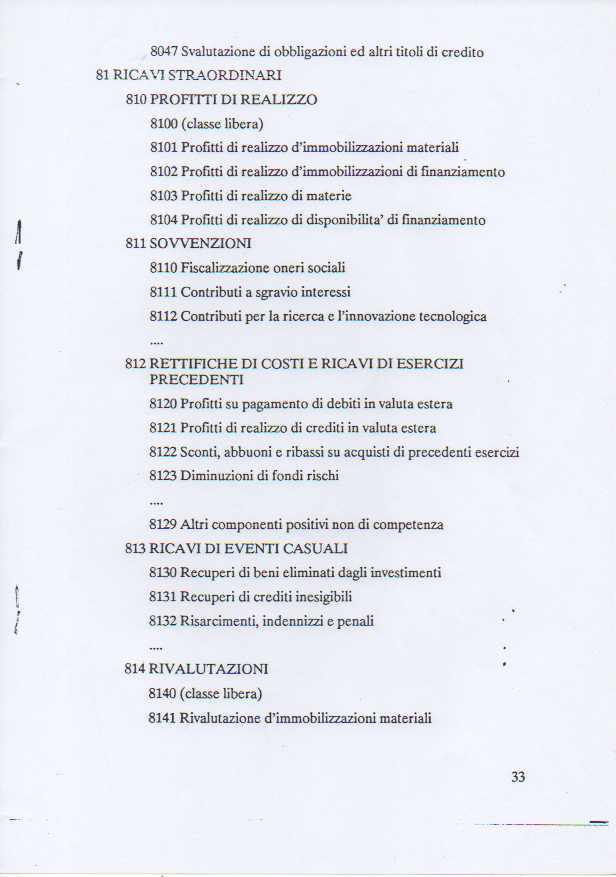 8047 Svalutazione di obbligazioni ed altri titoli di credito
81 RICAVI STRAORDINARI
810 PROFITTI DI REALIZZO
8100 (classe libera)
8101 Profitti di realizzo d'immobilizzazioni materiali
8102 Profitti di realizzo d'immobilizzazioni di finanziamento
8103 Profitti di realizzo di materie
8104 Profitti di realizzo di disponibilita' di finanziamento
811 SOVVENZIONI
8110 Fiscalizzazione oneri sociali
8111 Contributi a sgravio interessi
8112 Contributi per la ricerca e l'innovazione tecnologica
....
812 RETTIFICHE DI COSTI E RICAVI DI ESERCIZI
PRECEDENTI
8120 Profitti su pagamento di debiti in valuta estera
8121 Profitti di realizzo di crediti in valuta estera
8122 Sconti, abbuoni e ribassi su acquisti di precedenti esercizi
8123 Diminuzioni di fondi rischi
....
8129 Altri componenti positivi non di competenza
813 RICAVI DI EVENTI CASUALI
8130 Recuperi di beni eliminati dagli investimenti
8131 Recuperi di crediti inesigibili
8132 Risarcimenti, indennizzi e penali
....
814 RIVALUTAZIONI
8140 (classe libera)
8141 Rivalutazione d'immobilizzazioni materiali
33